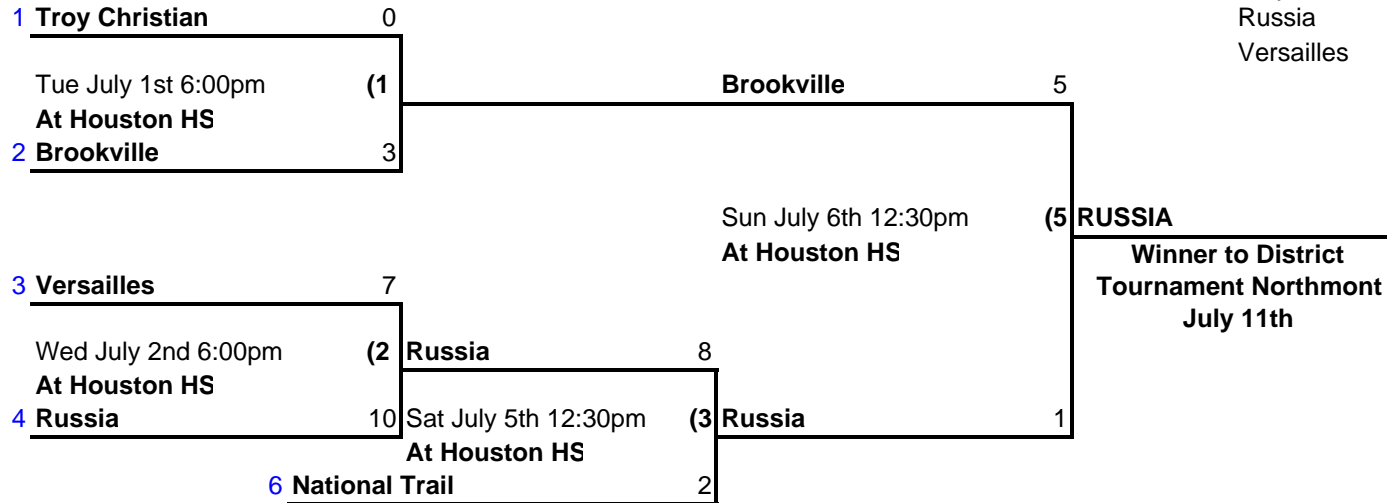 1 Troy Christian 0
Russia
Versailles
Tue July 1st 6:00pm (1 Brookville 5
At Houston HS
2 Brookville 3
Sun July 6th 12:30pm (5 RUSSIA
At Houston HS Winner to District
3 Versailles 7 Tournament Northmont
July 11th
Wed July 2nd 6:00pm (2 Russia 8
At Houston HS
4 Russia 10 Sat July 5th 12:30pm (3 Russia 1
At Houston HS
6 National Trail 2